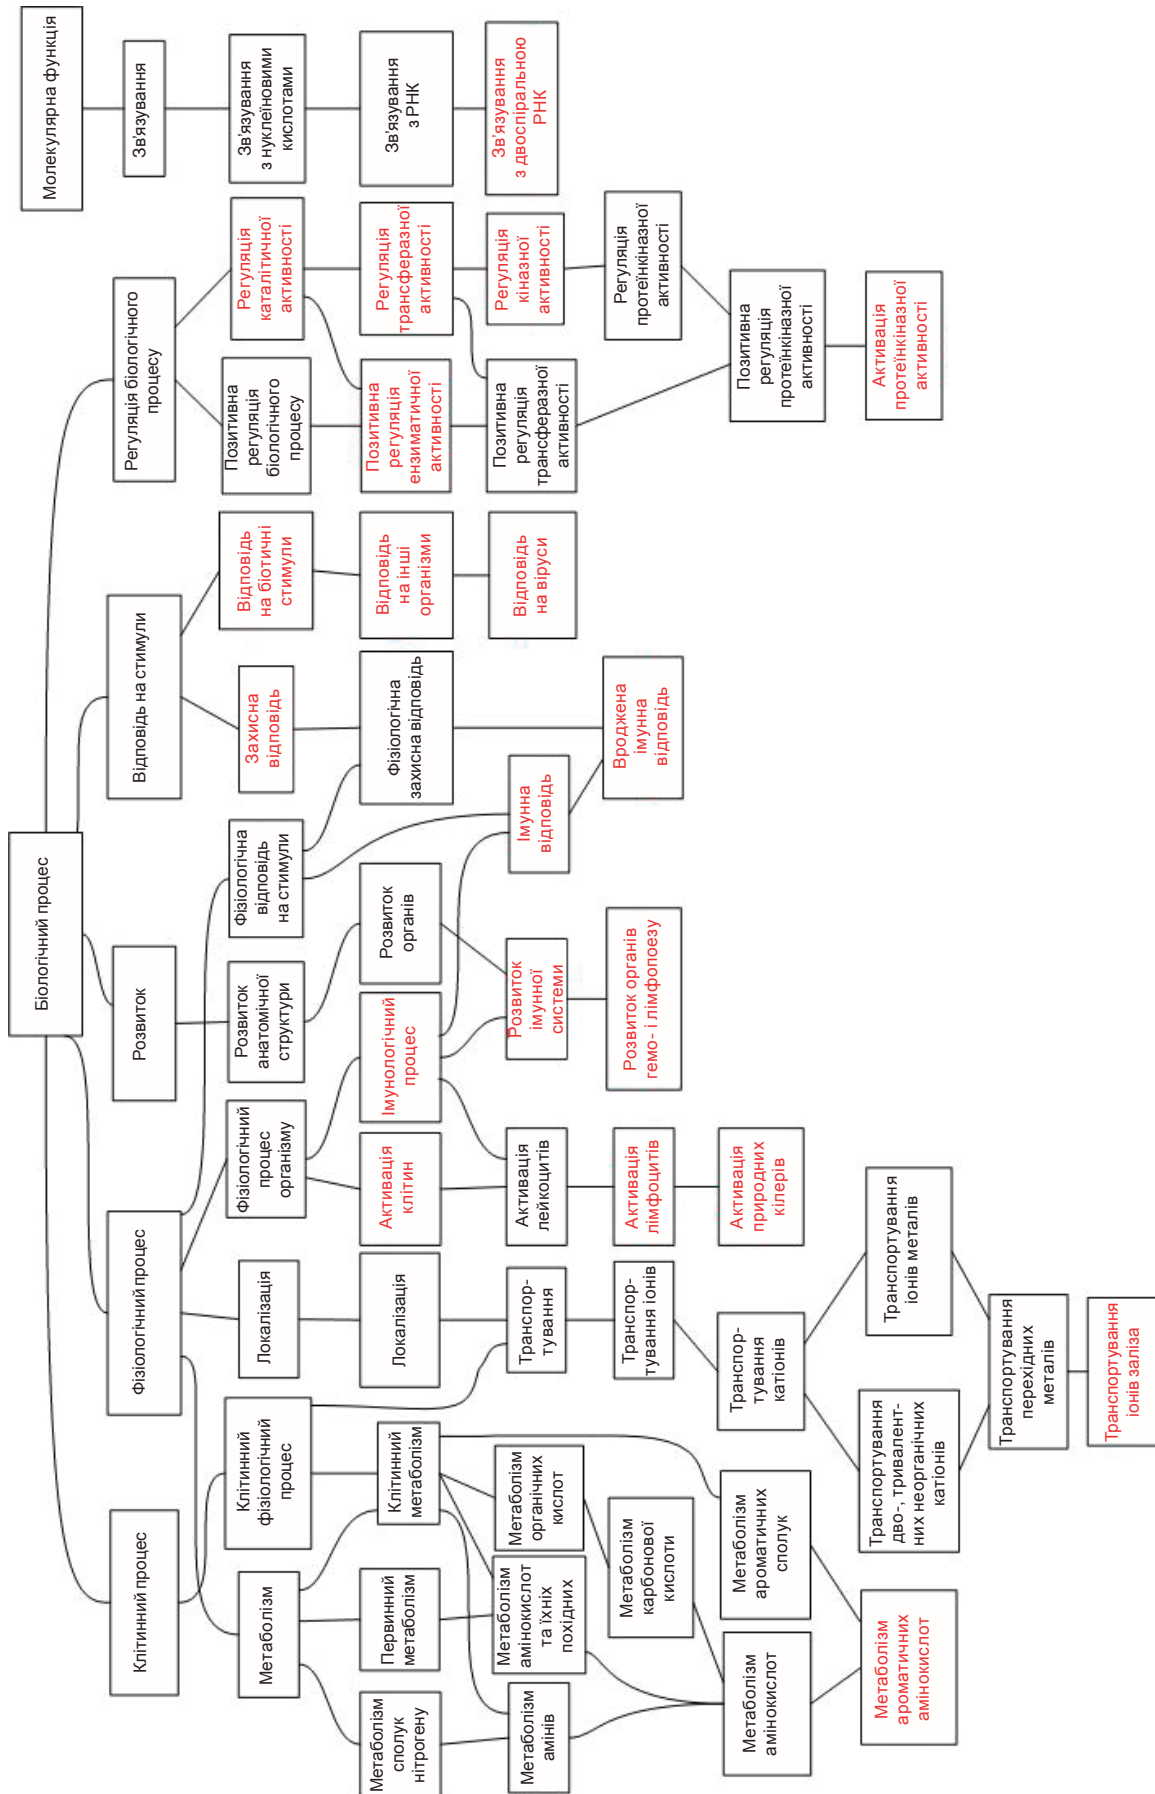 Молекулярна функція
Зв'язування
Зв'язування
з нуклеїновими
кислотами
Зв'язування
з РНК
Зв'язування
з двоспіральною
РНК
Біологічний процес
Клітинний процес
Фізіологічний процес
Розвиток
Відповідь на стимули
Регуляція біологічного
процесу
Метаболізм
Клітинний
фізіологічний
процес
Локалізація
Фізіологічний
процес
організму
Розвиток
анатомічної
структури
Фізіологічна
відповідь
на стимули
Захисна
відповідь
Відповідь
на біотичні
стимули
Позитивна
регуляція
біологічного
процесу
Регуляція
каталітичної
активності
Метаболізм
сполук
нітрогену
Первинний
метаболізм
Клітинний
метаболізм
Локалізація
Активація
клітин
Імунологічний
процес
Розвиток
органів
Фізіологічна
захисна відповідь
Відповідь
на інші
організми
Позитивна
регуляція
ензиматичної
активності
Регуляція
трансферазної
активності
Метаболізм
амінів
Метаболізм
амінокислот
та їхніх
похідних
Метаболізм
органічних
кислот
Транспор-
тування
Активація
лейкоцитів
Розвиток
імунної
системи
Імунна
відповідь
Відповідь
на віруси
Позитивна
регуляція
трансферазної
активності
Регуляція
кіназної
активності
Метаболізм
карбонової
кислоти
Транспор-
тування іонів
Активація
лімфоцитів
Розвиток органів
гемо- і лімфопоезу
Вроджена
імунна
відповідь
Регуляція
протеїнкіназної
активності
Метаболізм
амінокислот
Метаболізм
ароматичних
сполук
Транспор-
тування
катіонів
Активація
природних
кілерів
Позитивна
регуляція
протеїнкіназної
активності
Метаболізм
ароматичних
амінокислот
Транспортування
дво-, тривалент-
них неорганічних
катіонів
Транспортування
іонів металів
Активація
протеїнкіназної
активності
Транспортування
перехідних
металів
Транспортування
іонів заліза